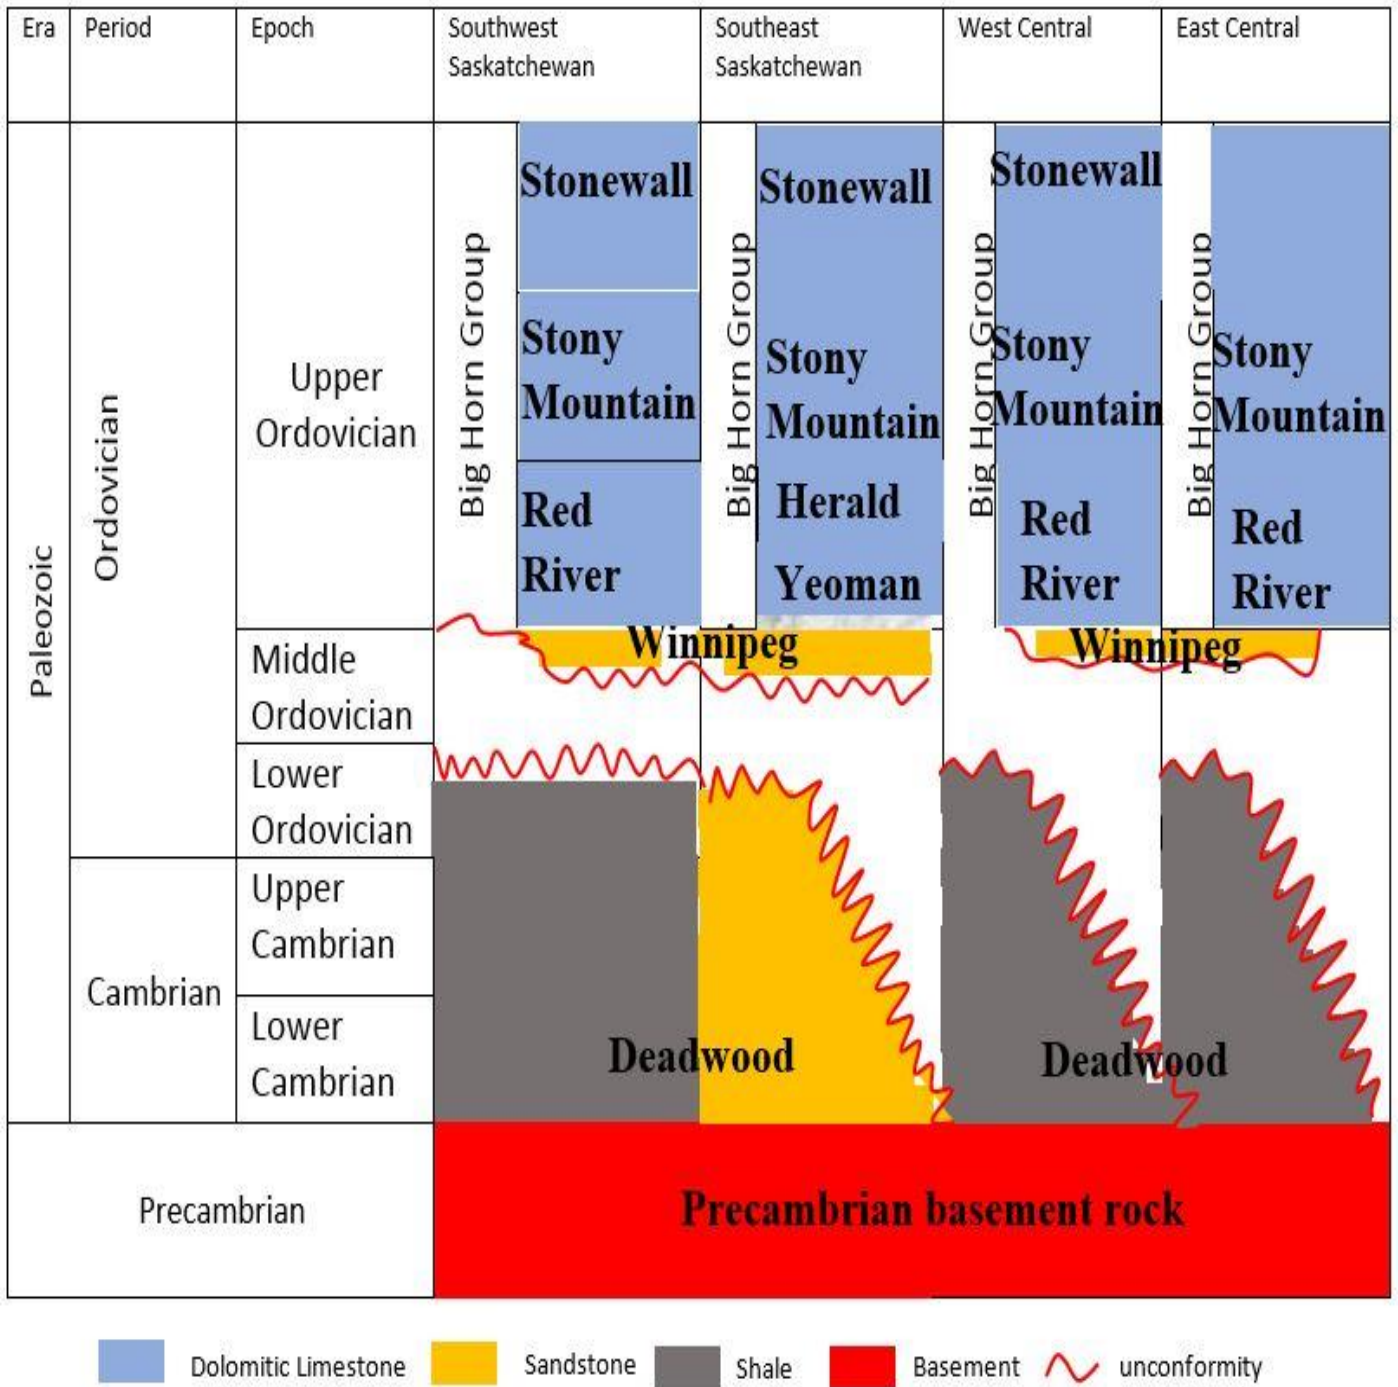 Era
Period
Epoch
Southwest
Saskatchewan
Southeast
Saskatchewan
West Central
East Central
Paleozoic
Ordovician
Upper
Ordovician
Big Horn Group
Stonewall
Stony
Mountain
Red
River
Big Horn Group
Stonewall
Stony
Mountain
Herald
Yeoman
Big Horn Group
Stonewall
Stony
Mountain
Red
River
Big Horn Group
Stony
Mountain
Red
River
Middle
Ordovician
Winnipeg
Winnipeg
Lower
Ordovician
Cambrian
Upper
Cambrian
Lower
Cambrian
Deadwood
Deadwood
Precambrian
Precambrian basement rock
Dolomitic Limestone
Sandstone
Shale
Basement
unconformity